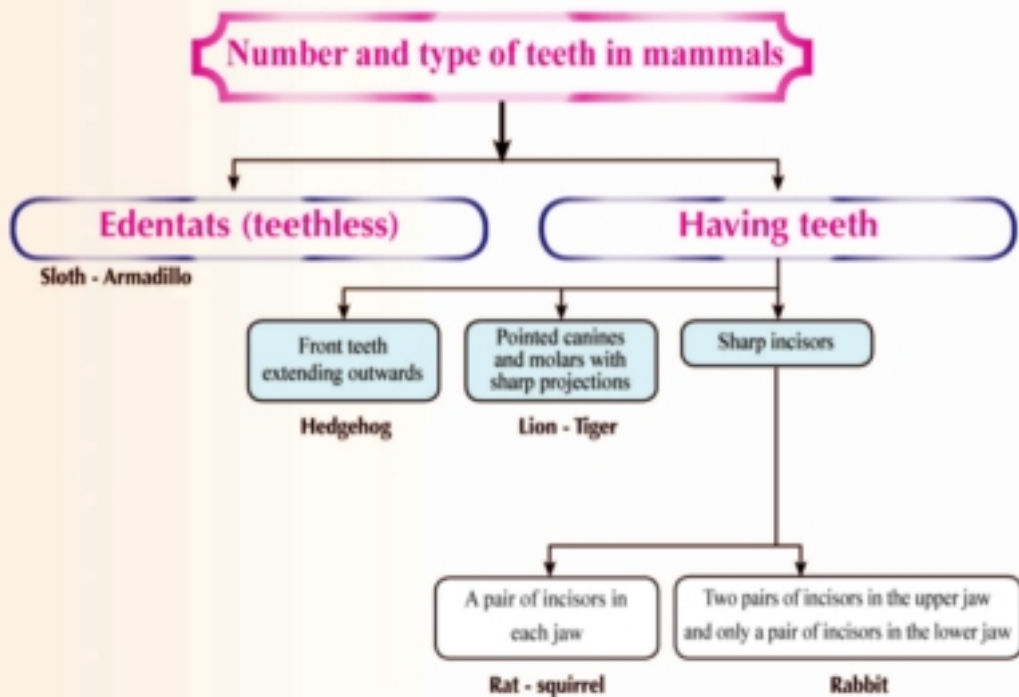 Number and type of teeth in mammals
Edentats (teethless)
Having teeth
Sloth - Armadillo
Front teeth
extending outwards
Pointed canines
and molars with
sharp projections
Sharp incisors
Hedgehog
Lion - Tiger
A pair of incisors in
each jaw
Two pairs of incisors in the upper jaw
and only a pair of incisors in the lower jaw
Rat - squirrel
Rabbit